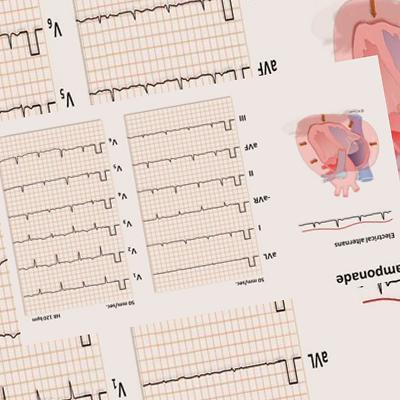 aVL
V1
amponade
Electrical alternans
50 mm/sec.
aVL
I
-aVR
II
aVF
III
50 mm/sec.
HR 120 bpm
V1
V2
V3
V4
V5
V6
aVF
V5
V6